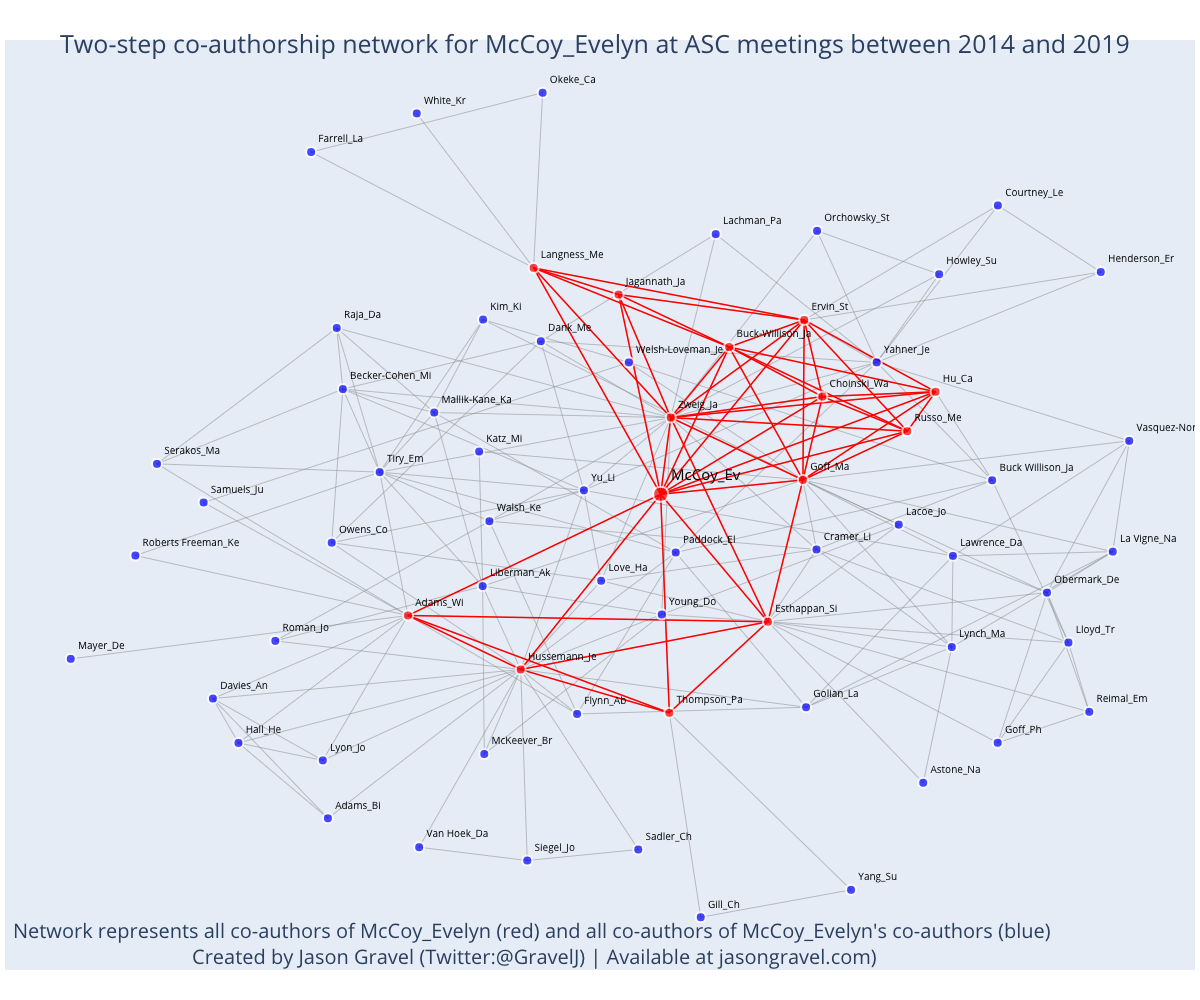 Two-step co-authorship network for McCoy_Evelyn at ASC meetings between 2014 and 2019
Okeke_Ca
White_Kr
Farrell_La
Courtney_Le
Orchowsky_St
Lachman_Pa
Langness_Me
Henderson_Er
Howley_Su
Jagannath_Ja
Kim_Ki
Ervin_St
Raja_Da
Dank_Me
Buck-Willison_Ja
Welsh-Loveman_Je
Yahner_Je
Becker-Cohen_Mi
Hu_Ca
Choinski_Wa
Mallik-Kane_Ka
Zweig_Ja
Russo_Me
Vasquez-Nor
Katz_Mi
Serakos_Ma
Tiry_Em
Goff_Ma
Buck Willison_Ja
McCoy_Ev
Yu_Li
Samuels_Ju
Walsh_Ke
Lacoe_Jo
Owens_Co
Cramer_Li
Roberts Freeman_Ke
Paddock_El
Lawrence_Da
La Vigne_Na
Love_Ha
Liberman_Ak
Obermark_De
Adams_Wi
Young_Do
Esthappan_Si
Roman_Jo
Lloyd_Tr
Lynch_Ma
Mayer_De
Hussemann_Je
Davies_An
Flynn_Ab
Thompson_Pa
Golian_La
Reimal_Em
Hall_He
Goff_Ph
McKeever_Br
Lyon_Jo
Astone_Na
Adams_Bi
Van Hoek_Da
Sadler_Ch
Siegel_Jo
Yang_Su
Gill_Ch
Network represents all co-authors of McCoy_Evelyn (red) and all co-authors of McCoy_Evelyn's co-authors (blue)
Created by Jason Gravel (Twitter:@GravelJ) | Available at jasongravel.com)